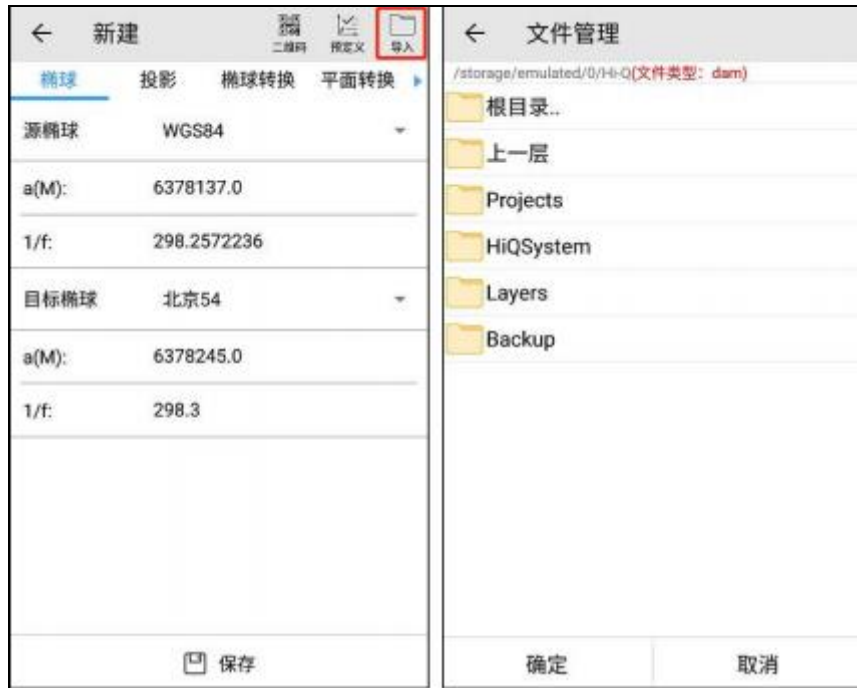 新建
二维码
预定义
导入
椭球 投影 椭球转换 平面转换
源椭球 WGS84
a(M): 6378137.0
1/f: 298.2572236
目标椭球 北京54
a(M): 6378245.0
1/f: 298.3
保存
文件管理
/storage/emulated/0/Hi-Q(文件类型：dam)
根目录..
上一层
Projects
HiQSystem
Layers
Backup
确定 取消